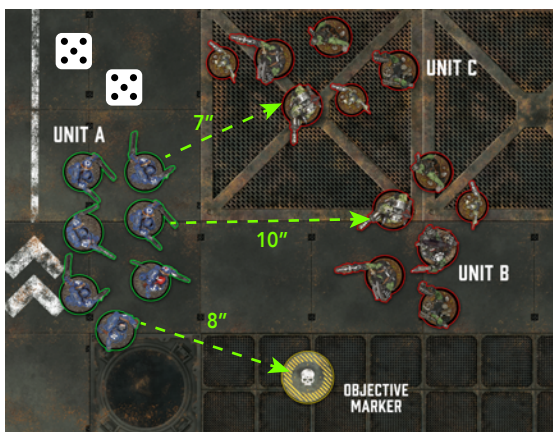 UNIT C
UNIT A
7″
10″
UNIT B
8″
OBJECTIVE
MARKER